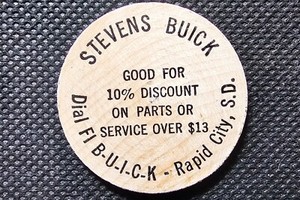 STEVENS BUICK
GOOD FOR
10% DISCOUNT
ON PARTS OR
SERVICE OVER $13
Dial FI B-U-I-C-K - Rapid City, S.D.